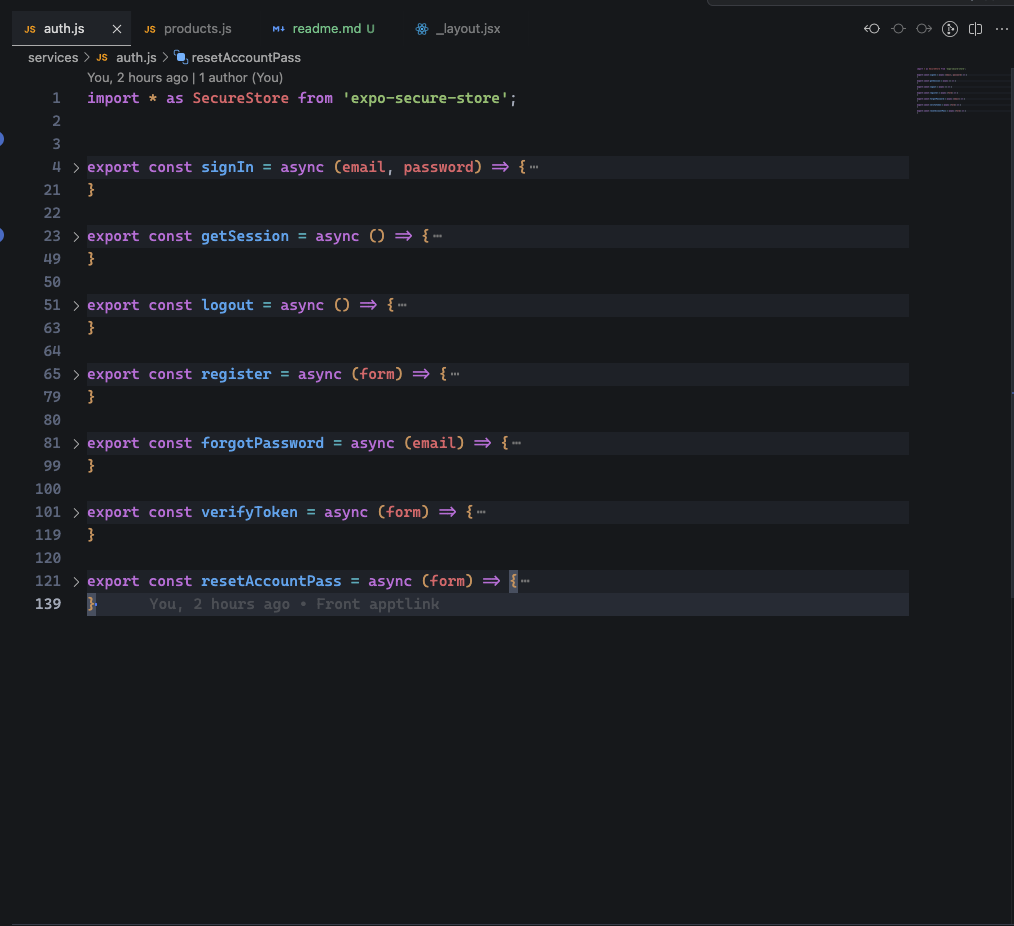 JS auth.js JS products.js M↓ readme.md U _layout.jsx
services > JS auth.js > resetAccountPass
You, 2 hours ago | 1 author (You)
1 import * as SecureStore from 'expo-secure-store';
2
3
4 export const signIn = async (email, password) => {⋯
21 }
22
23 export const getSession = async () => {⋯
49 }
50
51 export const logout = async () => {⋯
63 }
64
65 export const register = async (form) => {⋯
79 }
80
81 export const forgotPassword = async (email) => {⋯
99 }
100
101 export const verifyToken = async (form) => {⋯
119 }
120
121 export const resetAccountPass = async (form) => {⋯
139 } You, 2 hours ago • Front apptlink